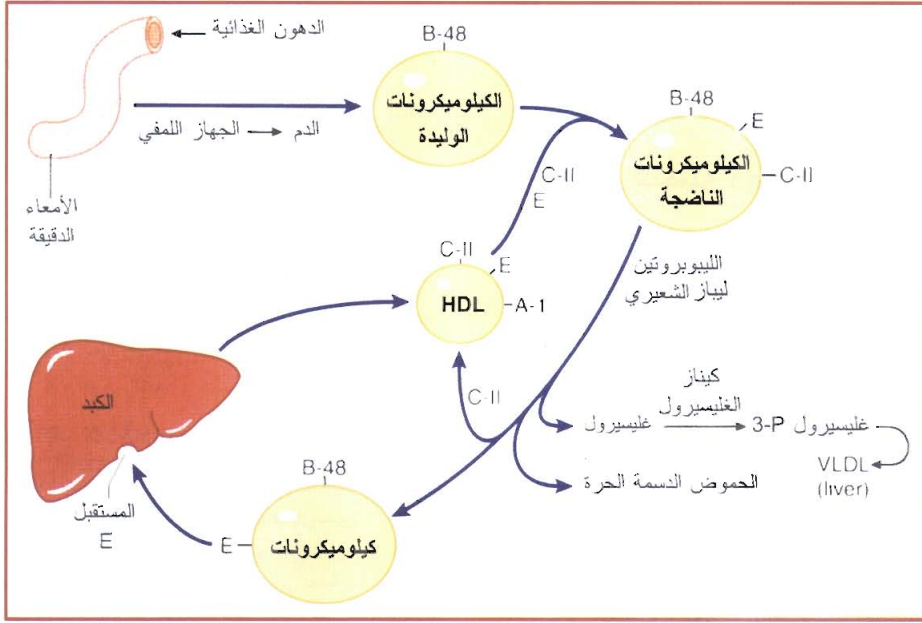 الدهون الغذائية
B-48
الكيلوميكرونات
الوليدة
الجهاز اللمفي → الدم
الأمعاء
الدقيقة
B-48
E
C-II
الكيلوميكرونات
الناضجة
C-II
E
الليبوبروتين
ليباز الشعيري
C-II
E
A-1
HDL
الكبد
C-II
كيناز
الغليسيرول
غليسيرول
3-P غليسيرول
VLDL
(liver)
الحموض الدسمة الحرة
B-48
E
كيلوميكرونات
المستقبل
E